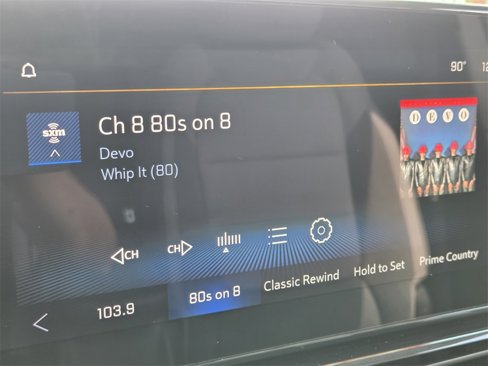 90°
12
sxm
Ch 8 80s on 8
Devo
Whip It (80)
DEVO
CH
CH
103.9
80s on 8
Classic Rewind
Hold to Set
Prime Country